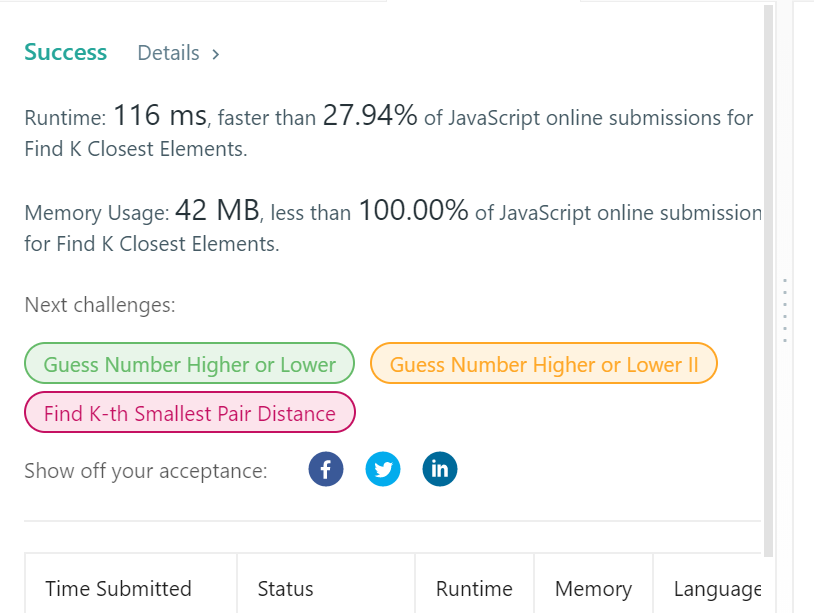 Success Details >
Runtime: 116 ms, faster than 27.94% of JavaScript online submissions for
Find K Closest Elements.
Memory Usage: 42 MB, less than 100.00% of JavaScript online submission
for Find K Closest Elements.
Next challenges:
Guess Number Higher or Lower Guess Number Higher or Lower II
Find K-th Smallest Pair Distance
Show off your acceptance: f in
Time Submitted Status Runtime Memory Language